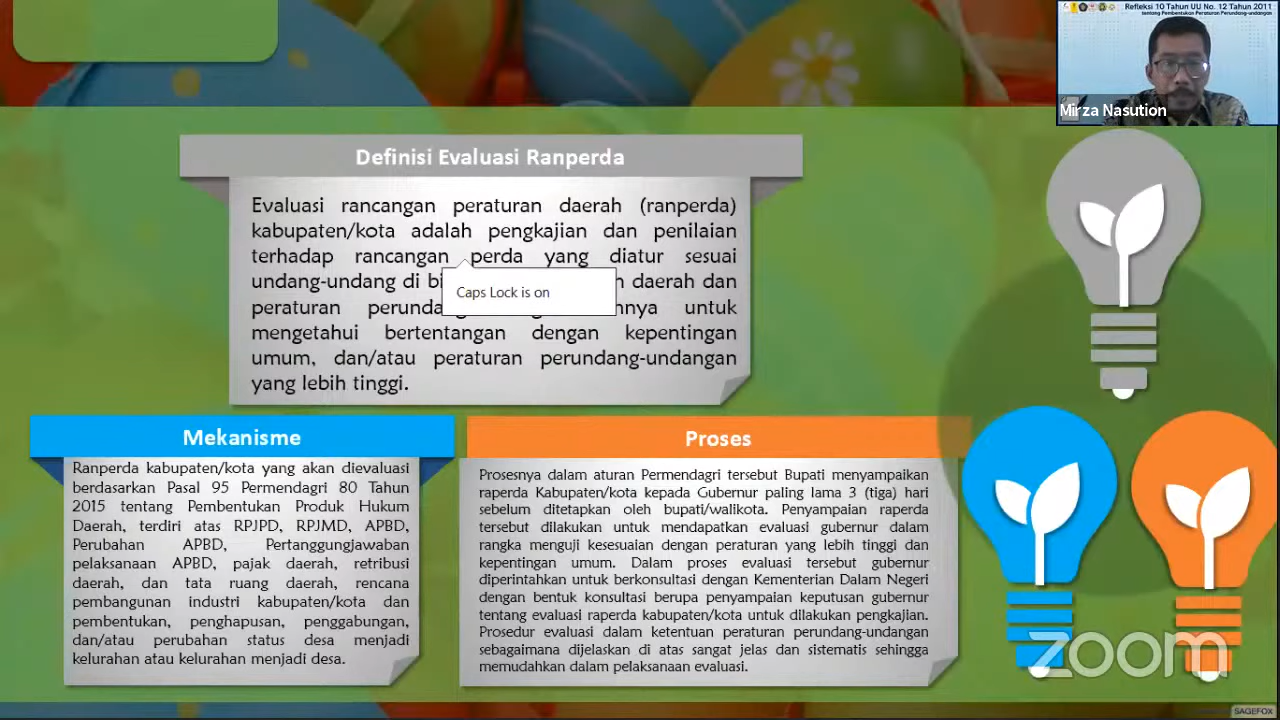 Refleksi 10 Tahun UU No. 12 Tahun 2011
tentang Pembentukan Peraturan Perundang-undangan
Mirza Nasution
Definisi Evaluasi Ranperda
Evaluasi rancangan peraturan daerah (ranperda)
kabupaten/kota adalah pengkajian dan penilaian
terhadap rancangan perda yang diatur sesuai
undang-undang di bi
n daerah dan
peraturan
nnya untuk
mengetahui bertentangan dengan kepentingan
umum, dan/atau peraturan perundang-undangan
yang lebih tinggi.
Caps Lock is on
Mekanisme
Ranperda kabupaten/kota yang akan dievaluasi
berdasarkan Pasal 95 Permendagri 80 Tahun
2015 tentang Pembentukan Produk Hukum
Daerah, terdiri atas RPJPD, RPJMD, APBD,
Perubahan APBD, Pertanggungjawaban
pelaksanaan APBD, pajak daerah, retribusi
daerah, dan tata ruang daerah, rencana
pembangunan industri kabupaten/kota dan
pembentukan, penghapusan, penggabungan,
dan/atau perubahan status desa menjadi
kelurahan atau kelurahan menjadi desa.
Proses
Prosesnya dalam aturan Permendagri tersebut Bupati menyampaikan
raperda Kabupaten/kota kepada Gubernur paling lama 3 (tiga) hari
sebelum ditetapkan oleh bupati/walikota. Penyampaian raperda
tersebut dilakukan untuk mendapatkan evaluasi gubernur dalam
rangka menguji kesesuaian dengan peraturan yang lebih tinggi dan
kepentingan umum. Dalam proses evaluasi tersebut gubernur
diperintahkan untuk berkonsultasi dengan Kementerian Dalam Negeri
dengan bentuk konsultasi berupa penyampaian keputusan gubernur
tentang evaluasi raperda kabupaten/kota untuk dilakukan pengkajian.
Prosedur evaluasi dalam ketentuan peraturan perundang-undangan
sebagaimana dijelaskan di atas sangat jelas dan sistematis sehingga
memudahkan dalam pelaksanaan evaluasi.
zoom
SAGEFOX